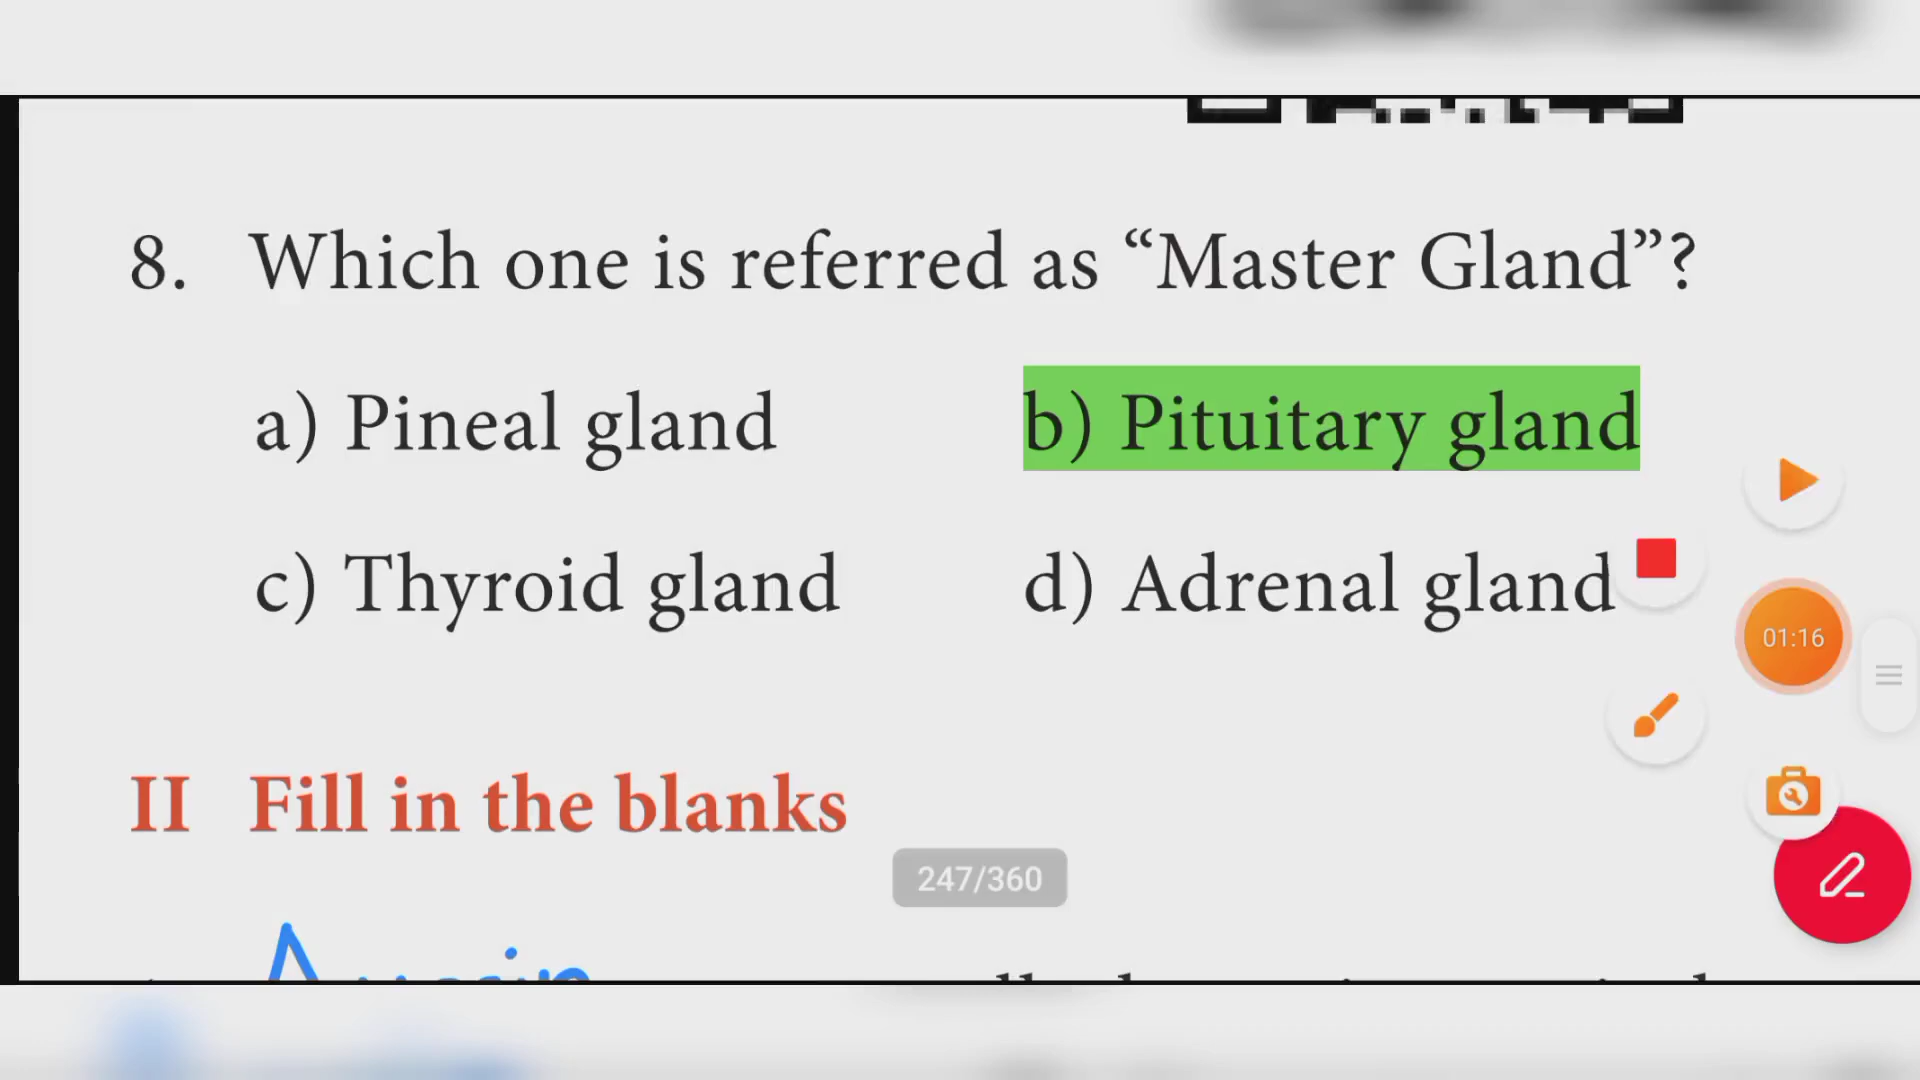 8. Which one is referred as “Master Gland”?
a) Pineal gland
b) Pituitary gland
c) Thyroid gland
d) Adrenal gland
01:16
II Fill in the blanks
247/360